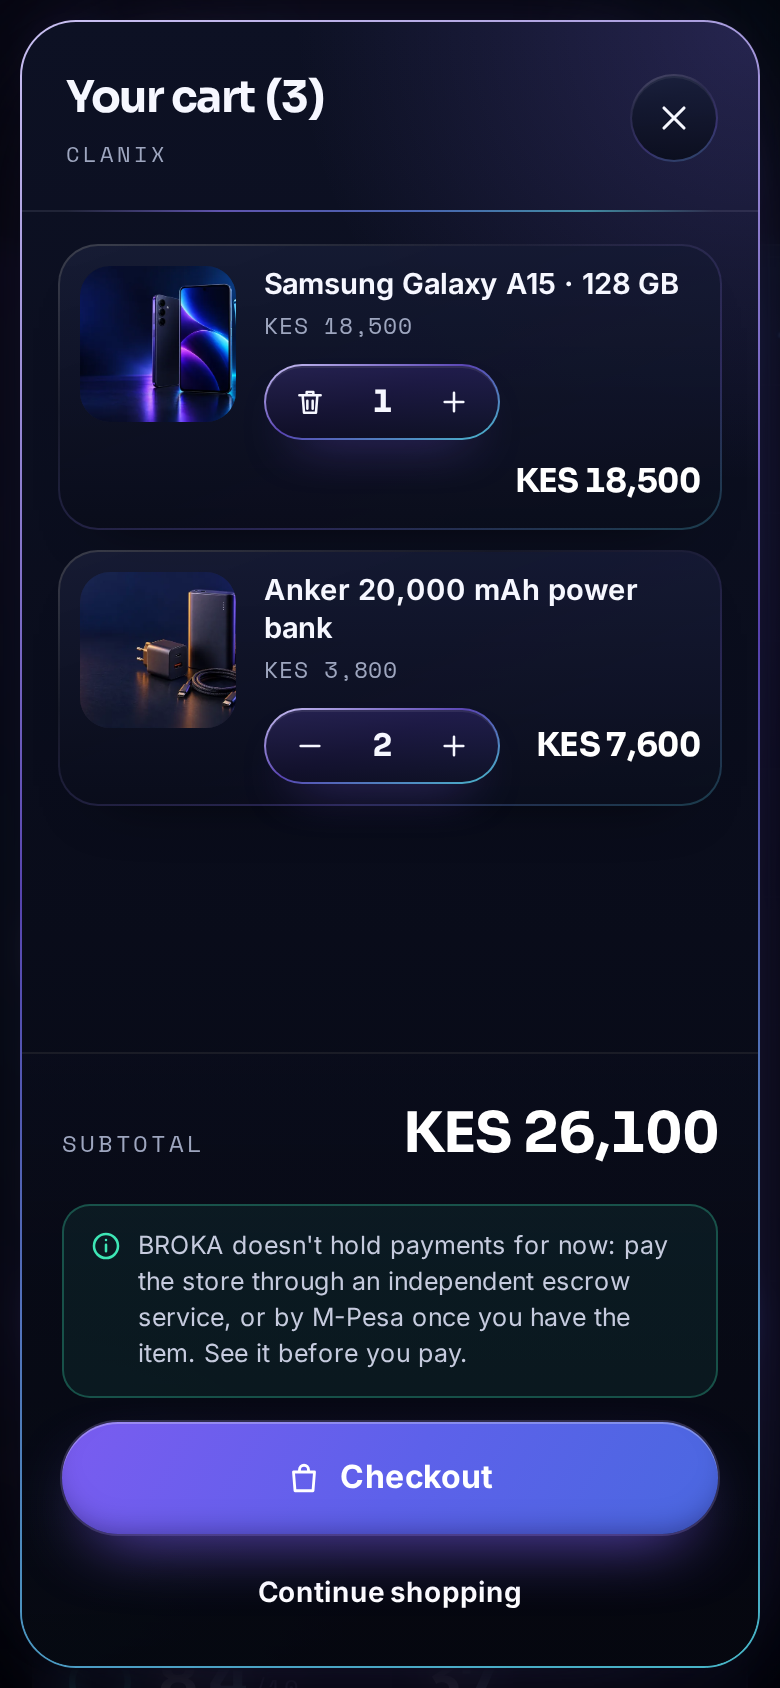 Your cart (3)
CLANIX
Samsung Galaxy A15 · 128 GB
KES 18,500
1
KES 18,500
Anker 20,000 mAh power
bank
KES 3,800
2
KES 7,600
SUBTOTAL
KES 26,100
BROKA doesn't hold payments for now: pay
the store through an independent escrow
service, or by M-Pesa once you have the
item. See it before you pay.
Checkout
Continue shopping